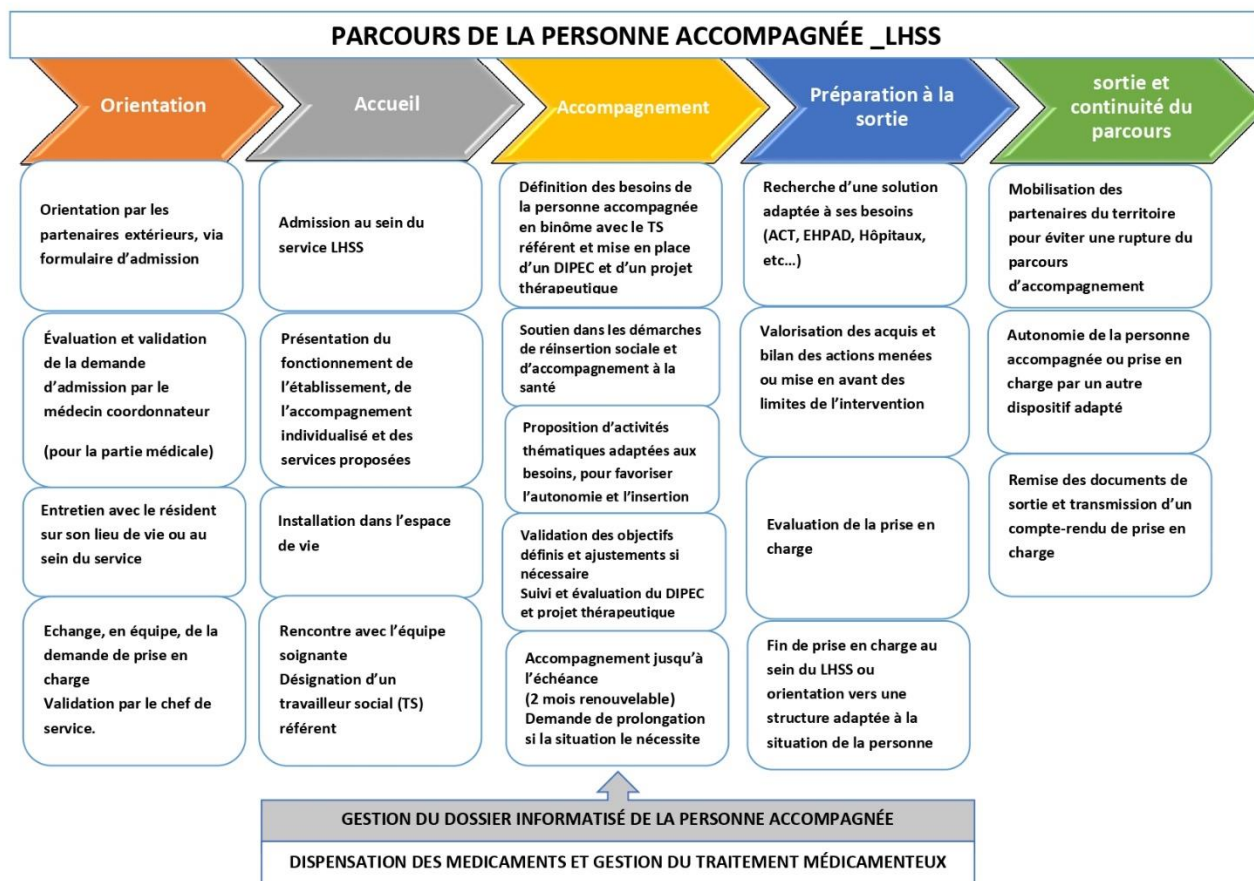 PARCOURS DE LA PERSONNE ACCOMPAGNÉE _LHSS
Orientation
Orientation par les
partenaires extérieurs, via
formulaire d’admission
Évaluation et validation
de la demande
d’admission par le
médecin coordonnateur
(pour la partie médicale)
Entretien avec le résident
sur son lieu de vie ou au
sein du service
Echange, en équipe, de la
demande de prise en
charge
Validation par le chef de
service.
Accueil
Admission au sein du
service LHSS
Présentation du
fonctionnement de
l’établissement, de
l’accompagnement
individualisé et des
services proposées
Installation dans l’espace
de vie
Rencontre avec l’équipe
soignante
Désignation d’un
travailleur social (TS)
référent
Accompagnement
Définition des besoins de
la personne accompagnée
en binôme avec le TS
référent et mise en place
d’un DIPEC et d’un projet
thérapeutique
Soutien dans les démarches
de réinsertion sociale et
d’accompagnement à la
santé
Proposition d’activités
thématiques adaptées aux
besoins, pour favoriser
l’autonomie et l’insertion
Validation des objectifs
définis et ajustements si
nécessaire
Suivi et évaluation du DIPEC
et projet thérapeutique
Accompagnement jusqu’à
l’échéance
(2 mois renouvelable)
Demande de prolongation
si la situation le nécessite
Préparation à la
sortie
Recherche d’une solution
adaptée à ses besoins
(ACT, EHPAD, Hôpitaux,
etc…)
Valorisation des acquis et
bilan des actions menées
ou mise en avant des
limites de l’intervention
Evaluation de la prise en
charge
Fin de prise en charge au
sein du LHSS ou
orientation vers une
structure adaptée à la
situation de la personne
sortie et
continuité du
parcours
Mobilisation des
partenaires du territoire
pour éviter une rupture du
parcours
d’accompagnement
Autonomie de la personne
accompagnée ou prise en
charge par un autre
dispositif adapté
Remise des documents de
sortie et transmission d’un
compte-rendu de prise en
charge
GESTION DU DOSSIER INFORMATISÉ DE LA PERSONNE ACCOMPAGNÉE
DISPENSATION DES MEDICAMENTS ET GESTION DU TRAITEMENT MÉDICAMENTEUX